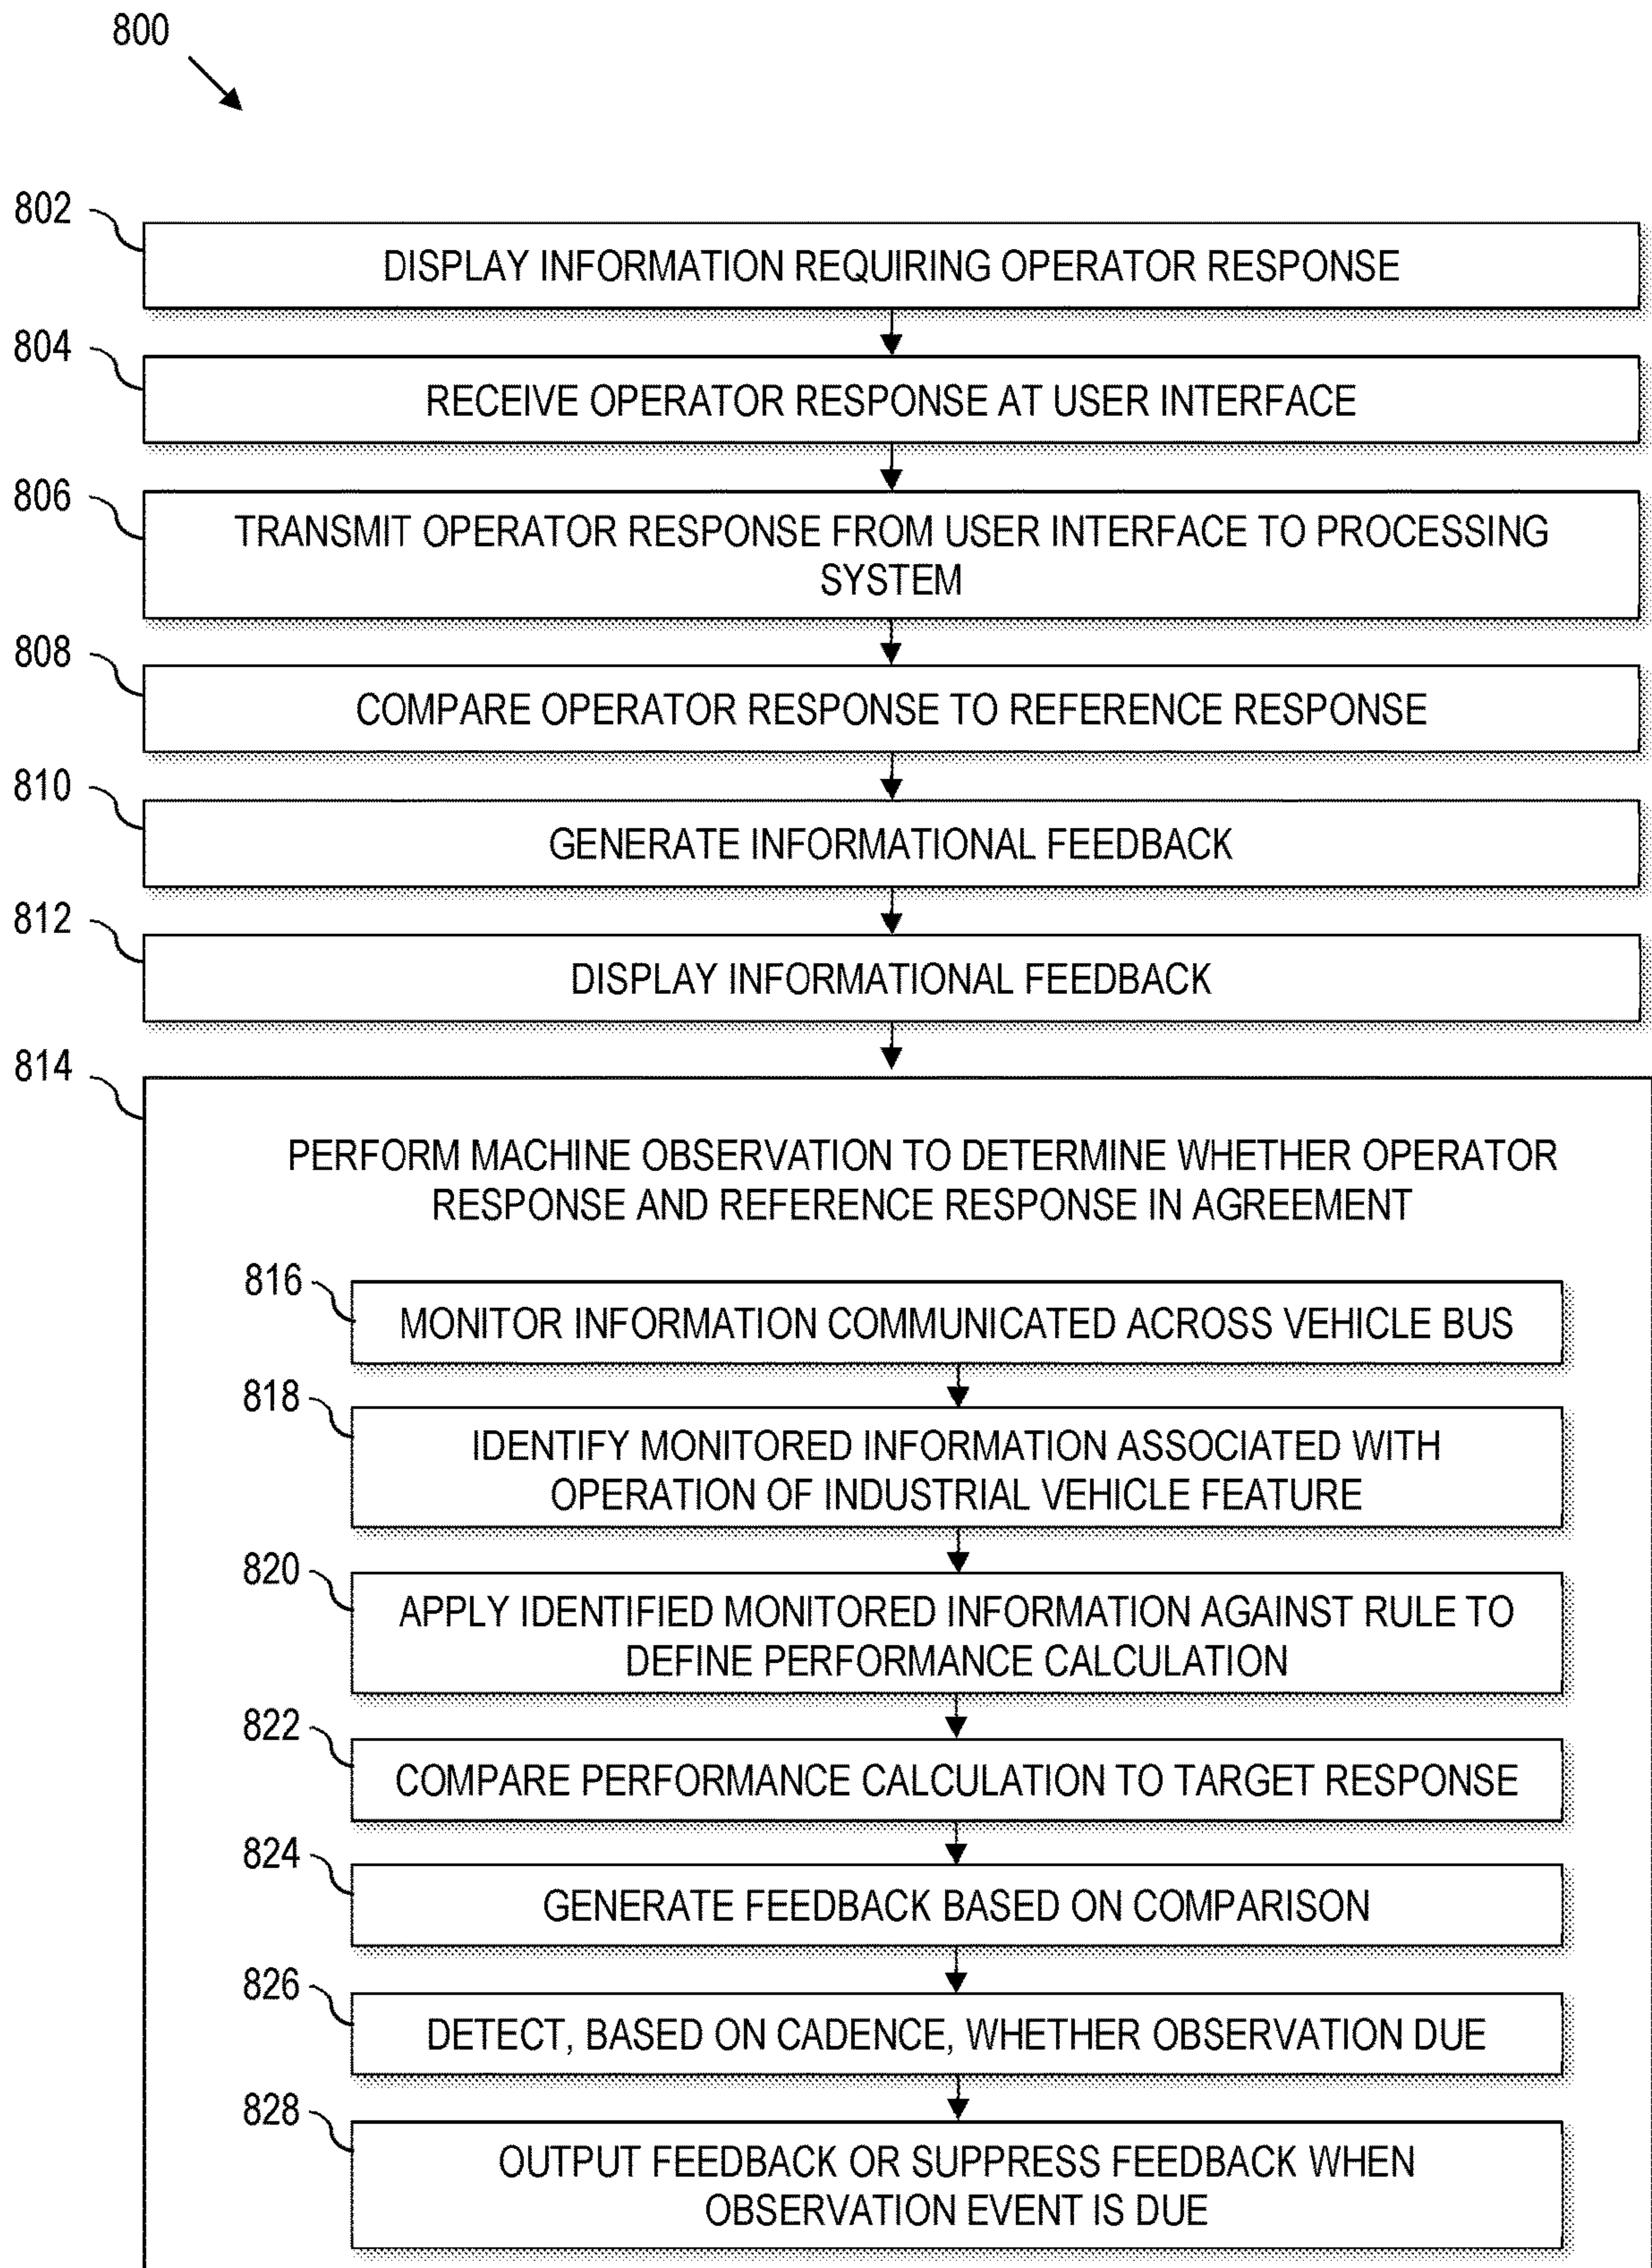 800
802
DISPLAY INFORMATION REQUIRING OPERATOR RESPONSE
804
RECEIVE OPERATOR RESPONSE AT USER INTERFACE
806
TRANSMIT OPERATOR RESPONSE FROM USER INTERFACE TO PROCESSING
SYSTEM
808
COMPARE OPERATOR RESPONSE TO REFERENCE RESPONSE
810
GENERATE INFORMATIONAL FEEDBACK
812
DISPLAY INFORMATIONAL FEEDBACK
814
PERFORM MACHINE OBSERVATION TO DETERMINE WHETHER OPERATOR
RESPONSE AND REFERENCE RESPONSE IN AGREEMENT
816
MONITOR INFORMATION COMMUNICATED ACROSS VEHICLE BUS
818
IDENTIFY MONITORED INFORMATION ASSOCIATED WITH
OPERATION OF INDUSTRIAL VEHICLE FEATURE
820
APPLY IDENTIFIED MONITORED INFORMATION AGAINST RULE TO
DEFINE PERFORMANCE CALCULATION
822
COMPARE PERFORMANCE CALCULATION TO TARGET RESPONSE
824
GENERATE FEEDBACK BASED ON COMPARISON
826
DETECT, BASED ON CADENCE, WHETHER OBSERVATION DUE
828
OUTPUT FEEDBACK OR SUPPRESS FEEDBACK WHEN
OBSERVATION EVENT IS DUE